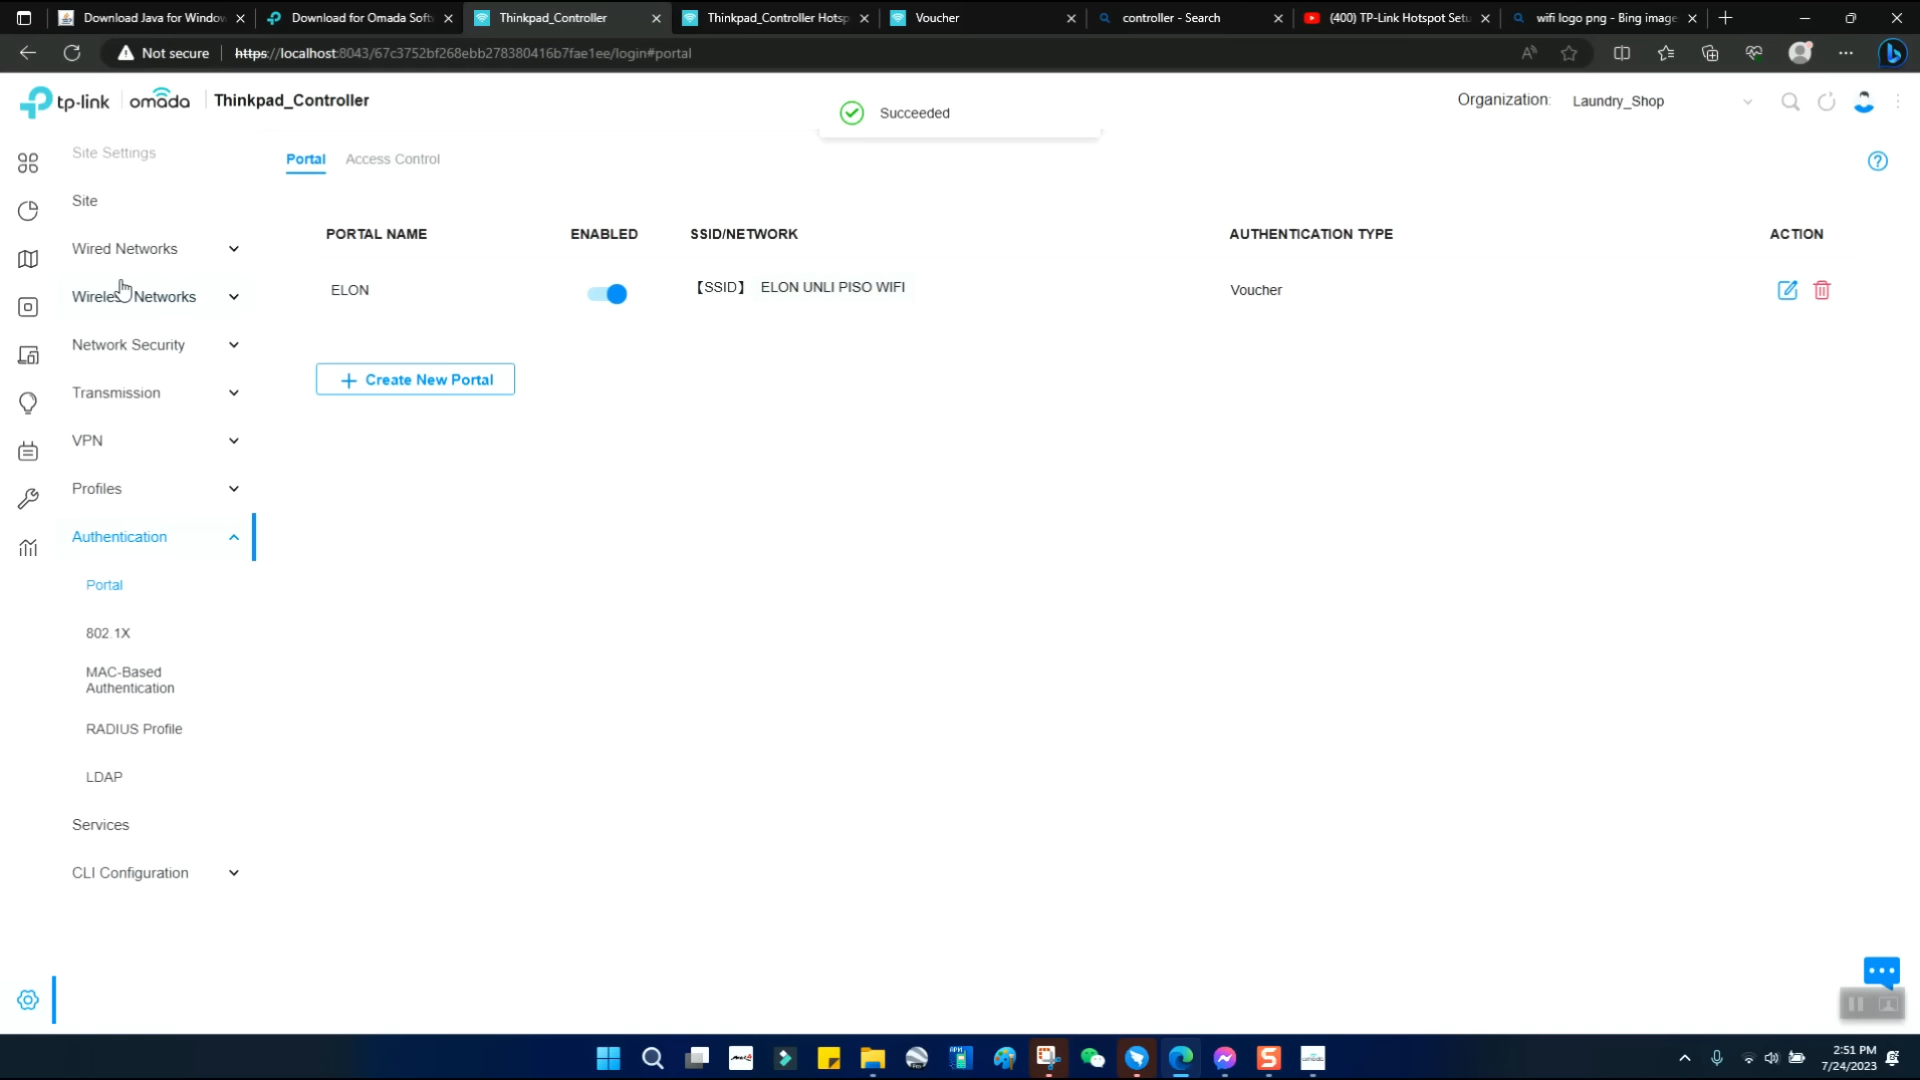 Download Java for Window
Download for Omada Soft
Thinkpad_Controller
Thinkpad_Controller Hotsp
Voucher
controller - Search
(400) TP-Link Hotspot Setu
wifi logo png - Bing image
Not secure
https://localhost:8043/67c3752bf268ebb278380416b7fae1ee/login#portal
tp-link
omada
Thinkpad_Controller
Succeeded
Organization:
Laundry_Shop
Site Settings
Portal
Access Control
Site
Wired Networks
Wireless Networks
Network Security
Transmission
VPN
Profiles
Authentication
Portal
802.1X
MAC-Based
Authentication
RADIUS Profile
LDAP
Services
CLI Configuration
PORTAL NAME
ENABLED
SSID/NETWORK
AUTHENTICATION TYPE
ACTION
ELON
【SSID】 ELON UNLI PISO WIFI
Voucher
Create New Portal
2:51 PM
7/24/2023